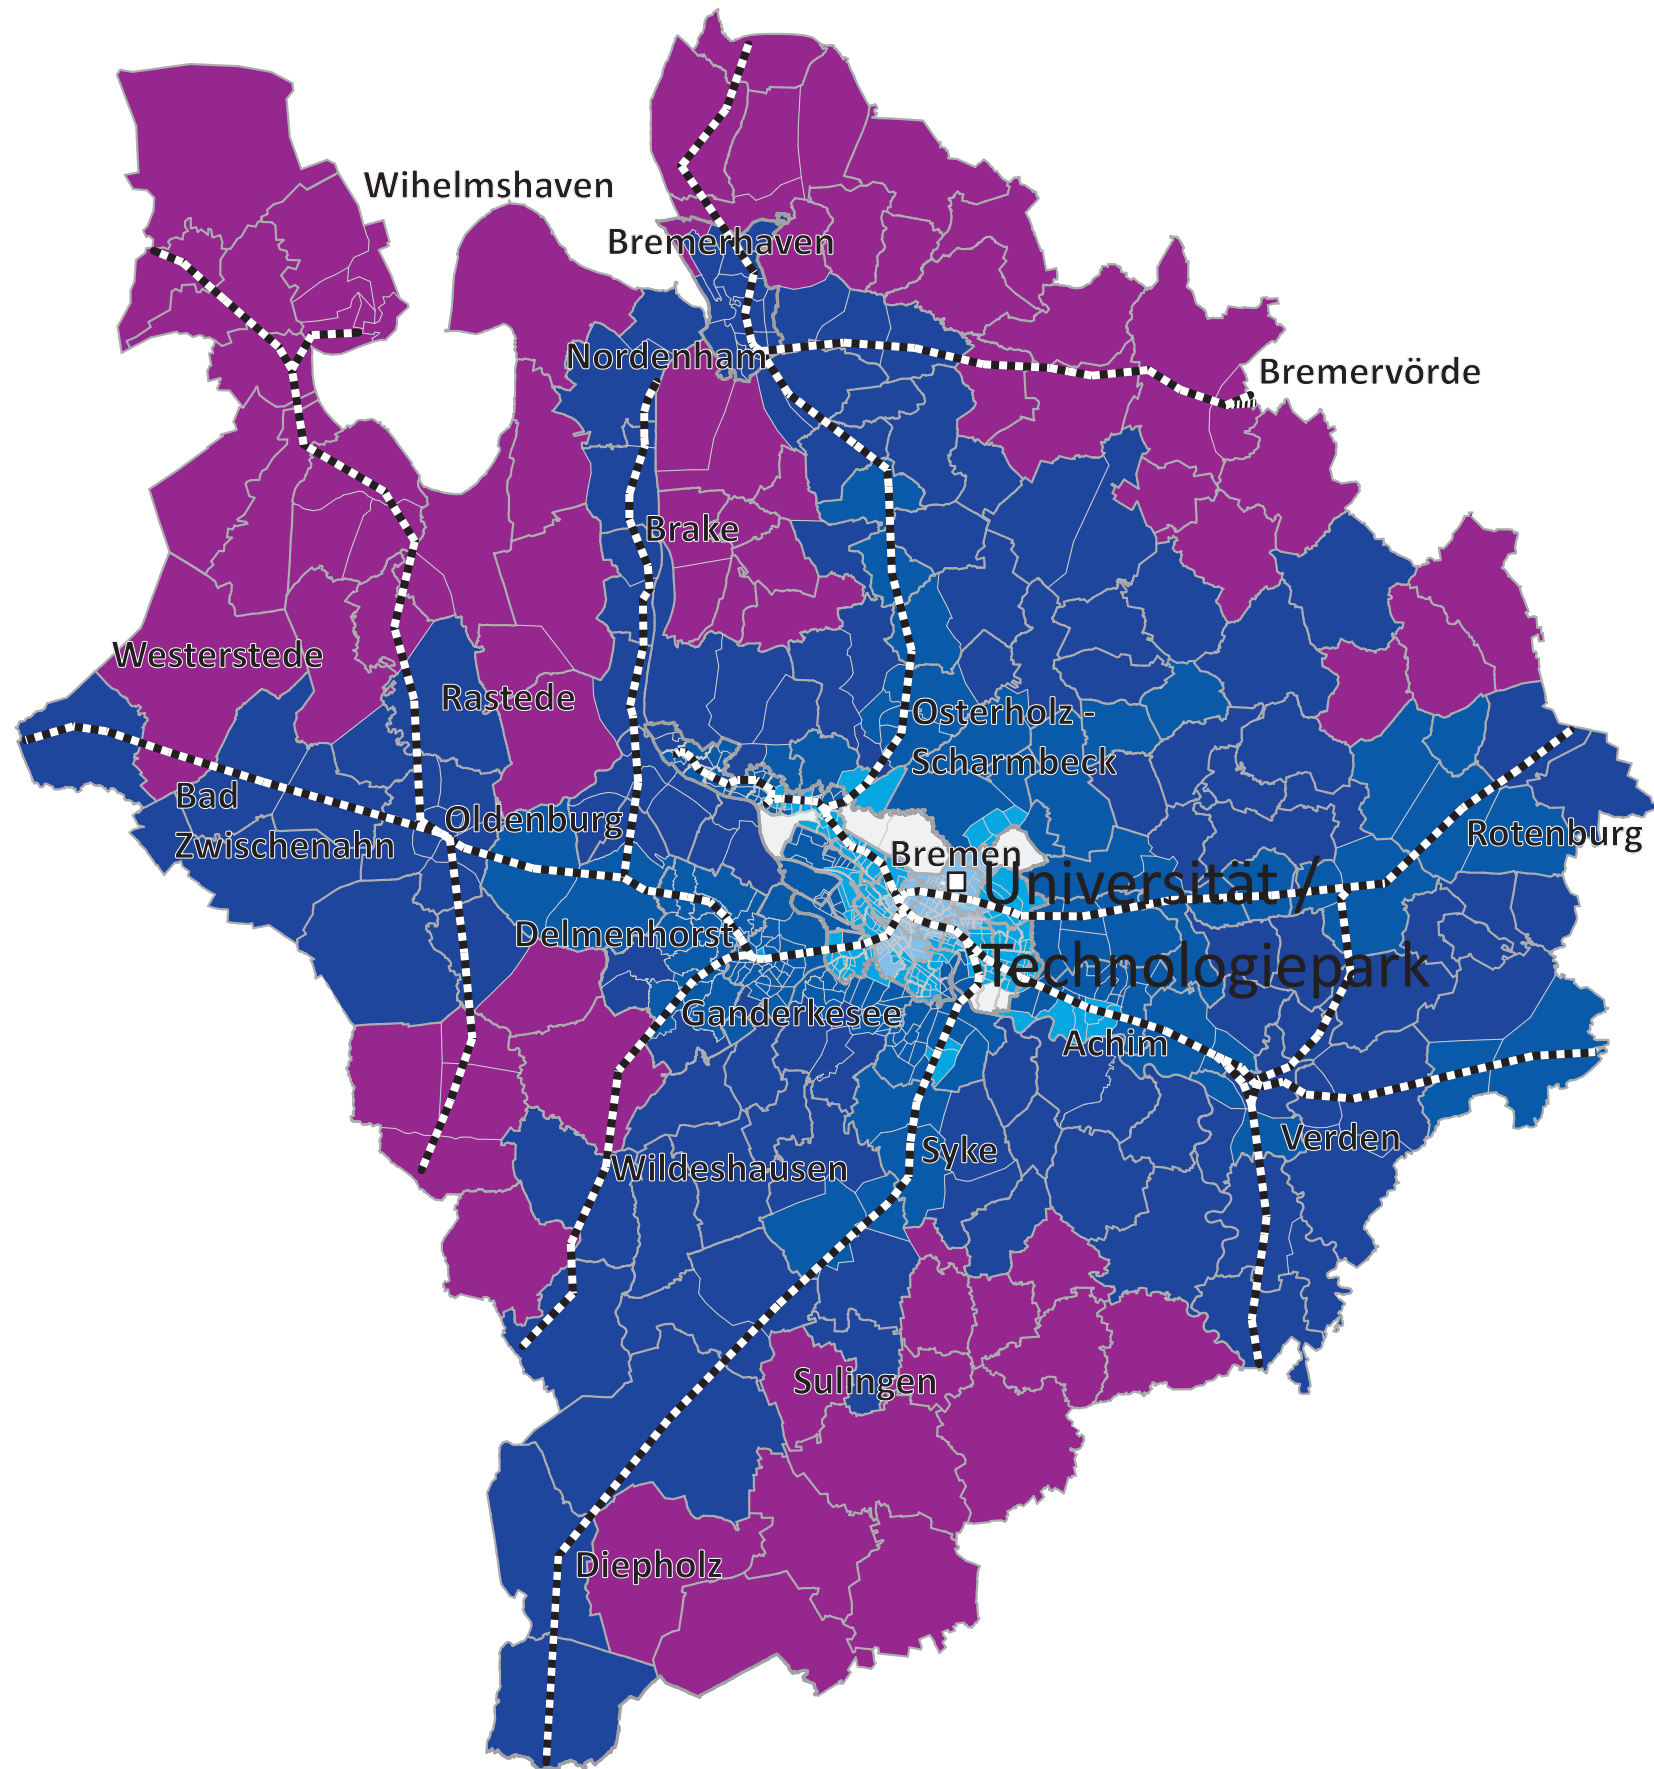 Wihelmshaven
Bremerhaven
Nordenham
Bremervörde
Brake
Westerstede
Rastede
Osterholz -
Scharmbeck
Bad
Zwischenahn
Oldenburg
Rotenburg
Bremen
Universität /
Technologiepark
Delmenhorst
Ganderkesee
Achim
Verden
Syke
Wildeshausen
Sulingen
Diepholz